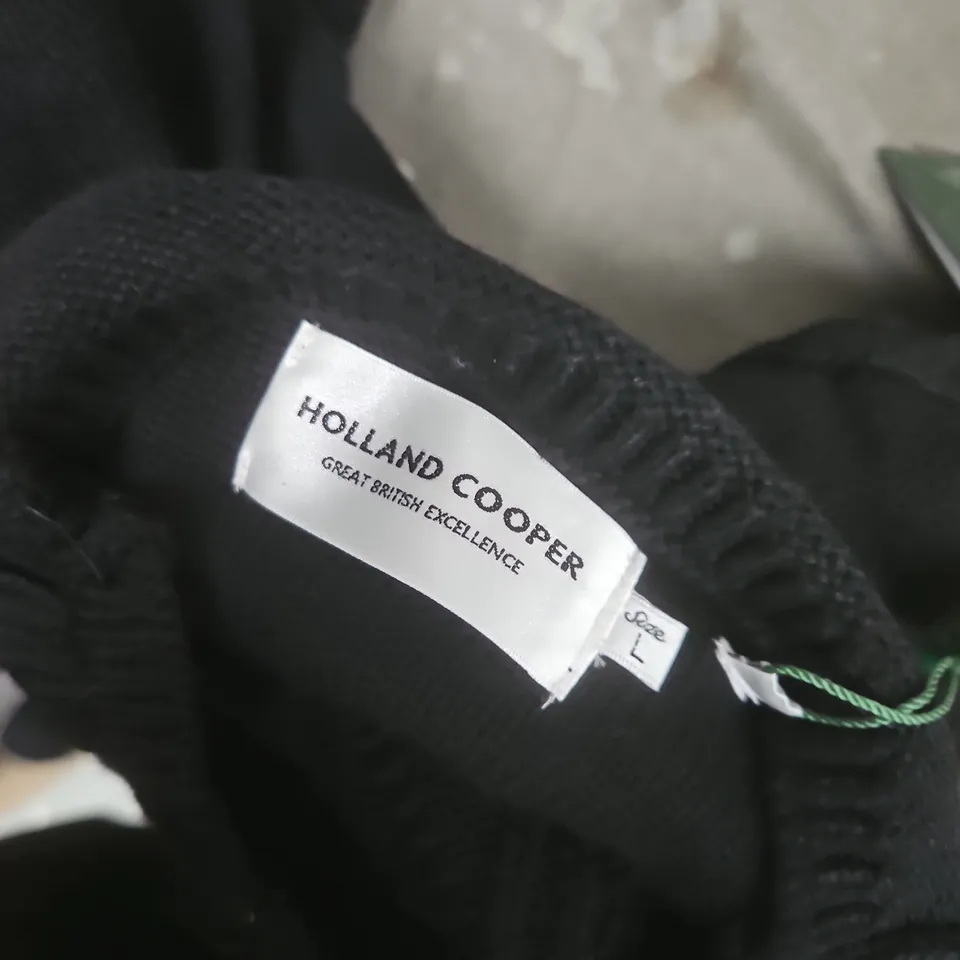 HOLLAND COOPER
GREAT BRITISH EXCELLENCE
Size
L